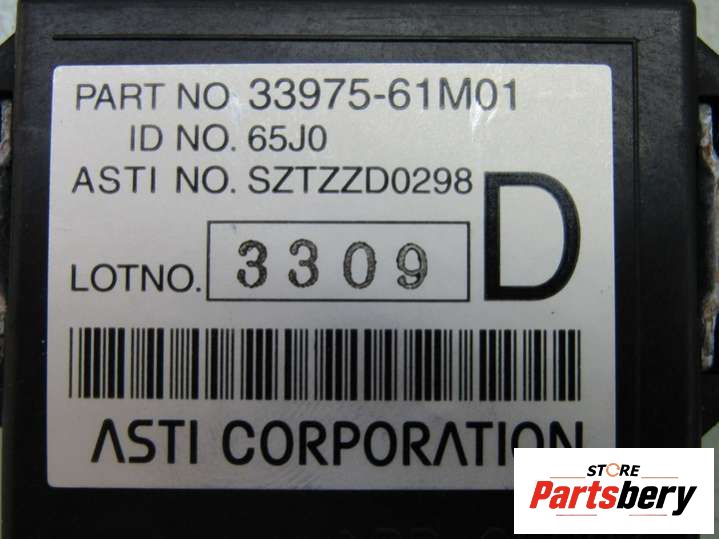 PART NO. 33975-61M01
ID NO. 65J0
ASTI NO. SZTZZD0298
D
LOTNO. 3309
ASTI CORPORATION
STORE
Partsbery